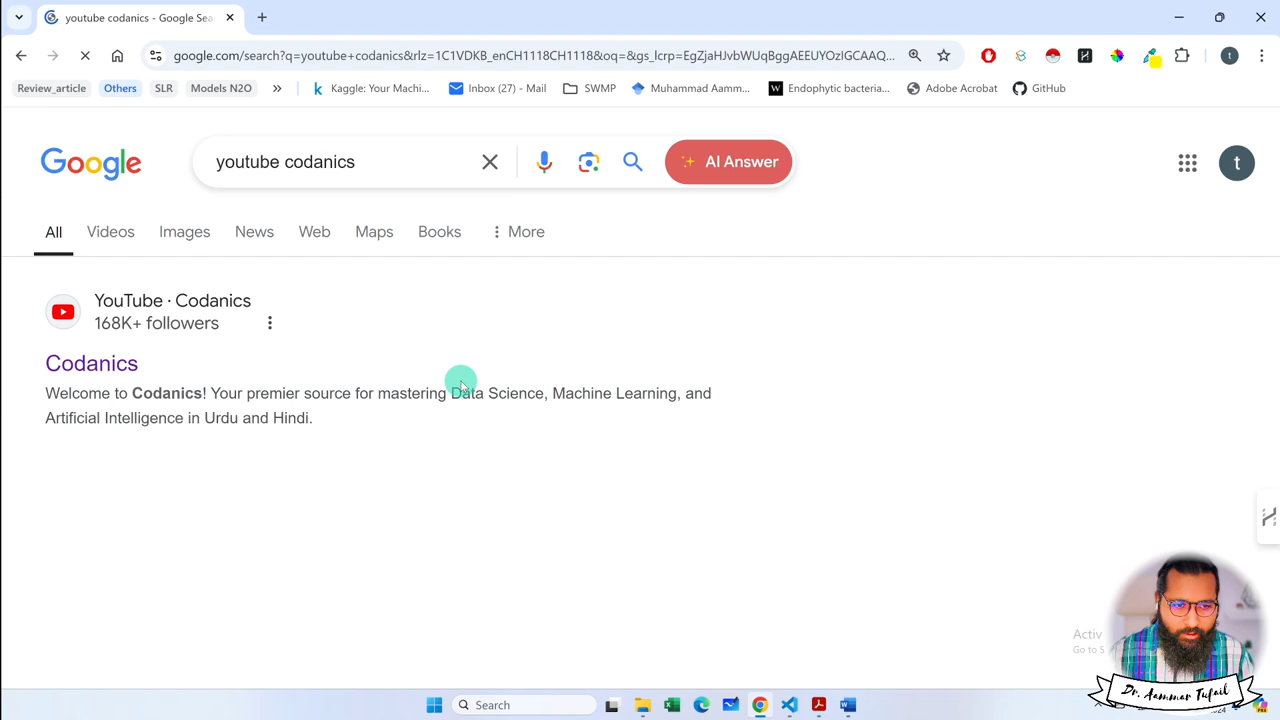 youtube codanics - Google Sea
google.com/search?q=youtube+codanics&rlz=1C1VDKB_enCH1118CH1118&oq=&gs_lcrp=EgZjaHJvbWUqBggAEEUYOzIGCAAQ...
Review_article Others SLR Models N2O » Kaggle: Your Machi... Inbox (27) - Mail SWMP Muhammad Aamm... Endophytic bacteria... Adobe Acrobat GitHub
Google youtube codanics AI Answer t
All Videos Images News Web Maps Books More
YouTube · Codanics
168K+ followers
Codanics
Welcome to Codanics! Your premier source for mastering Data Science, Machine Learning, and
Artificial Intelligence in Urdu and Hindi.
Activ
Go to S
Dr. Aammar Tufail
Search